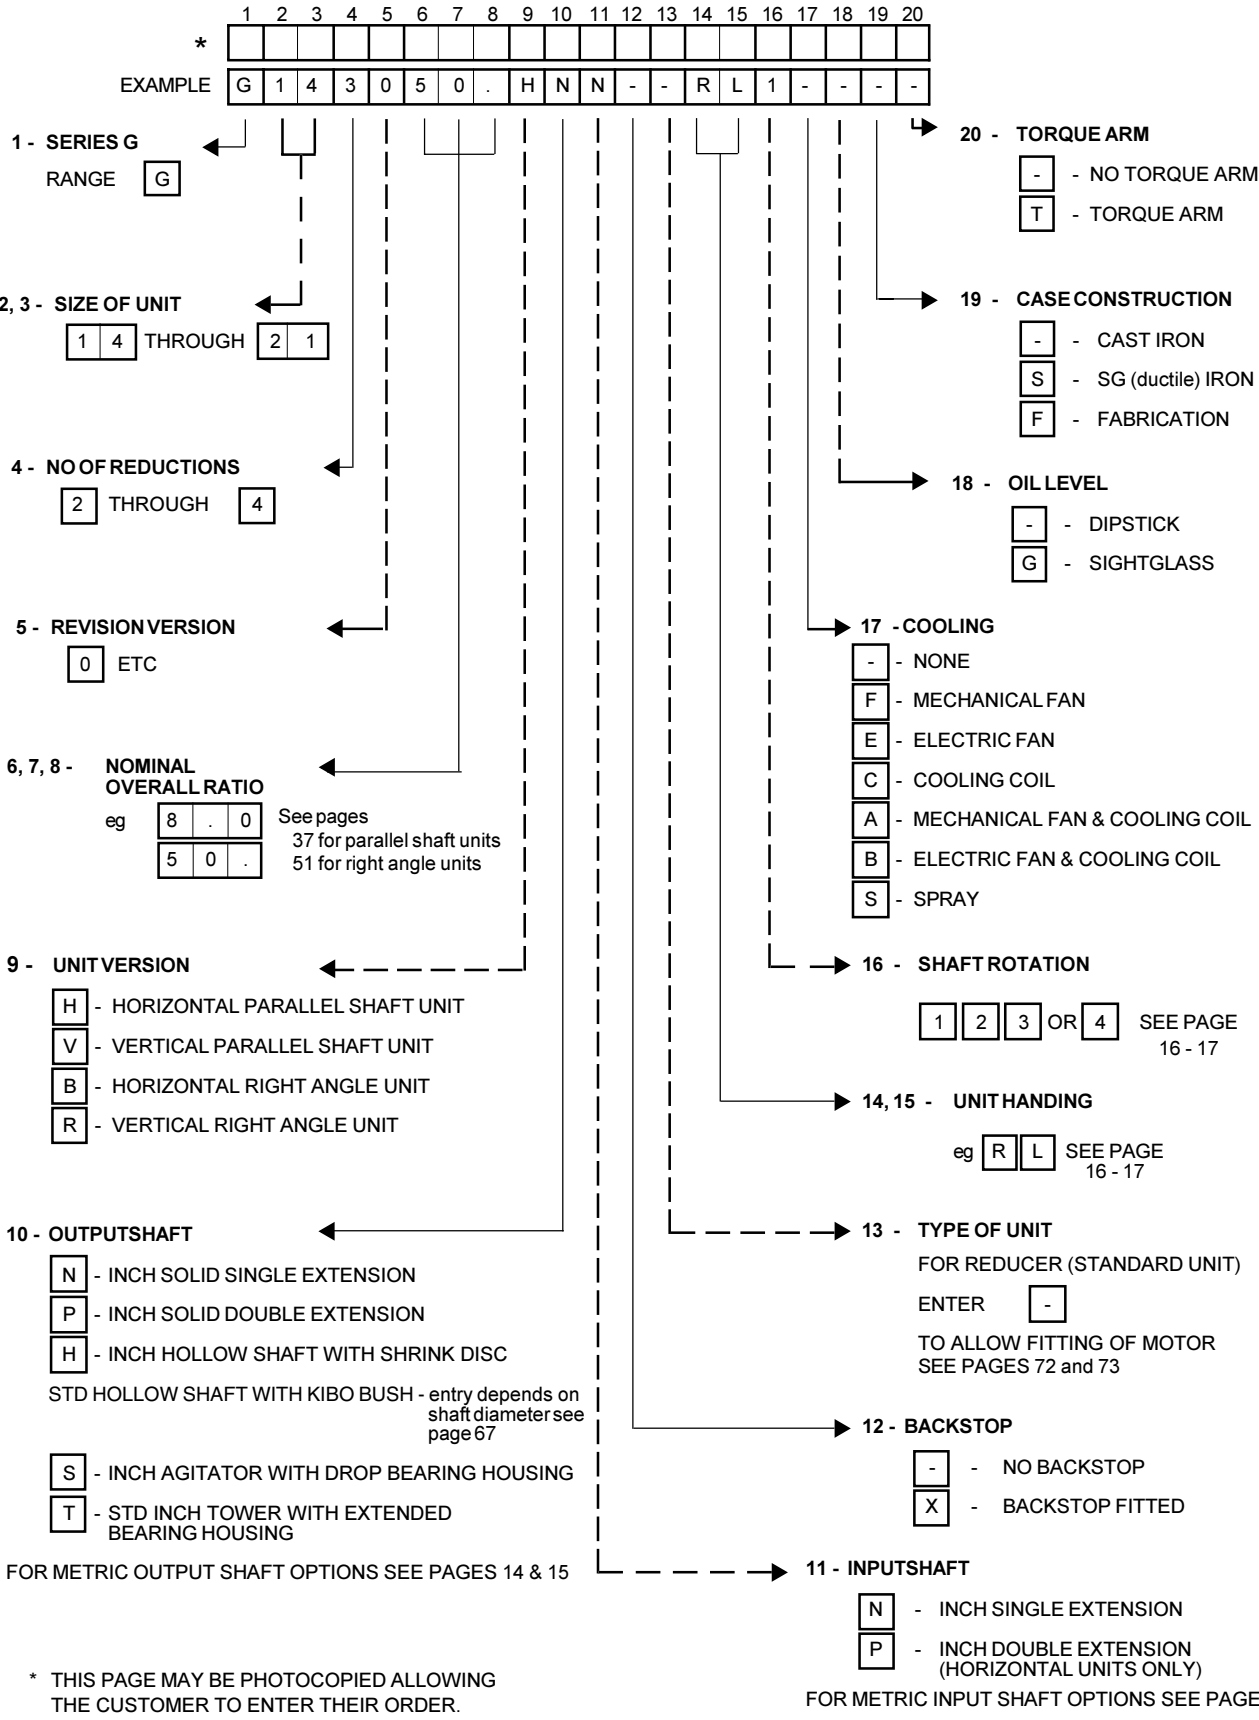 1 2 3 4 5 6 7 8 9 10 11 12 13 14 15 16 17 18 19 20
*
EXAMPLE G 1 4 3 0 5 0 . H N N - - R L 1 - - - -
1 - SERIES G
RANGE G
2, 3 - SIZE OF UNIT
1 4 THROUGH 2 1
4 - NO OF REDUCTIONS
2 THROUGH 4
5 - REVISION VERSION
0 ETC
6, 7, 8 - NOMINAL
OVERALL RATIO
eg 8 . 0 See pages
37 for parallel shaft units
5 0 . 51 for right angle units
9 - UNIT VERSION
H - HORIZONTAL PARALLEL SHAFT UNIT
V - VERTICAL PARALLEL SHAFT UNIT
B - HORIZONTAL RIGHT ANGLE UNIT
R - VERTICAL RIGHT ANGLE UNIT
10 - OUTPUTSHAFT
N - INCH SOLID SINGLE EXTENSION
P - INCH SOLID DOUBLE EXTENSION
H - INCH HOLLOW SHAFT WITH SHRINK DISC
STD HOLLOW SHAFT WITH KIBO BUSH - entry depends on
shaft diameter see
page 67
S - INCH AGITATOR WITH DROP BEARING HOUSING
T - STD INCH TOWER WITH EXTENDED
BEARING HOUSING
FOR METRIC OUTPUT SHAFT OPTIONS SEE PAGES 14 & 15
* THIS PAGE MAY BE PHOTOCOPIED ALLOWING
THE CUSTOMER TO ENTER THEIR ORDER.
20 - TORQUE ARM
- - NO TORQUE ARM
T - TORQUE ARM
19 - CASE CONSTRUCTION
- - CAST IRON
S - SG (ductile) IRON
F - FABRICATION
18 - OIL LEVEL
- - DIPSTICK
G - SIGHTGLASS
17 - COOLING
- - NONE
F - MECHANICAL FAN
E - ELECTRIC FAN
C - COOLING COIL
A - MECHANICAL FAN & COOLING COIL
B - ELECTRIC FAN & COOLING COIL
S - SPRAY
16 - SHAFT ROTATION
1 2 3 OR 4 SEE PAGE
16 - 17
14, 15 - UNIT HANDING
eg R L SEE PAGE
16 - 17
13 - TYPE OF UNIT
FOR REDUCER (STANDARD UNIT)
ENTER -
TO ALLOW FITTING OF MOTOR
SEE PAGES 72 and 73
12 - BACKSTOP
- - NO BACKSTOP
X - BACKSTOP FITTED
11 - INPUTSHAFT
N - INCH SINGLE EXTENSION
P - INCH DOUBLE EXTENSION
(HORIZONTAL UNITS ONLY)
FOR METRIC INPUT SHAFT OPTIONS SEE PAGE